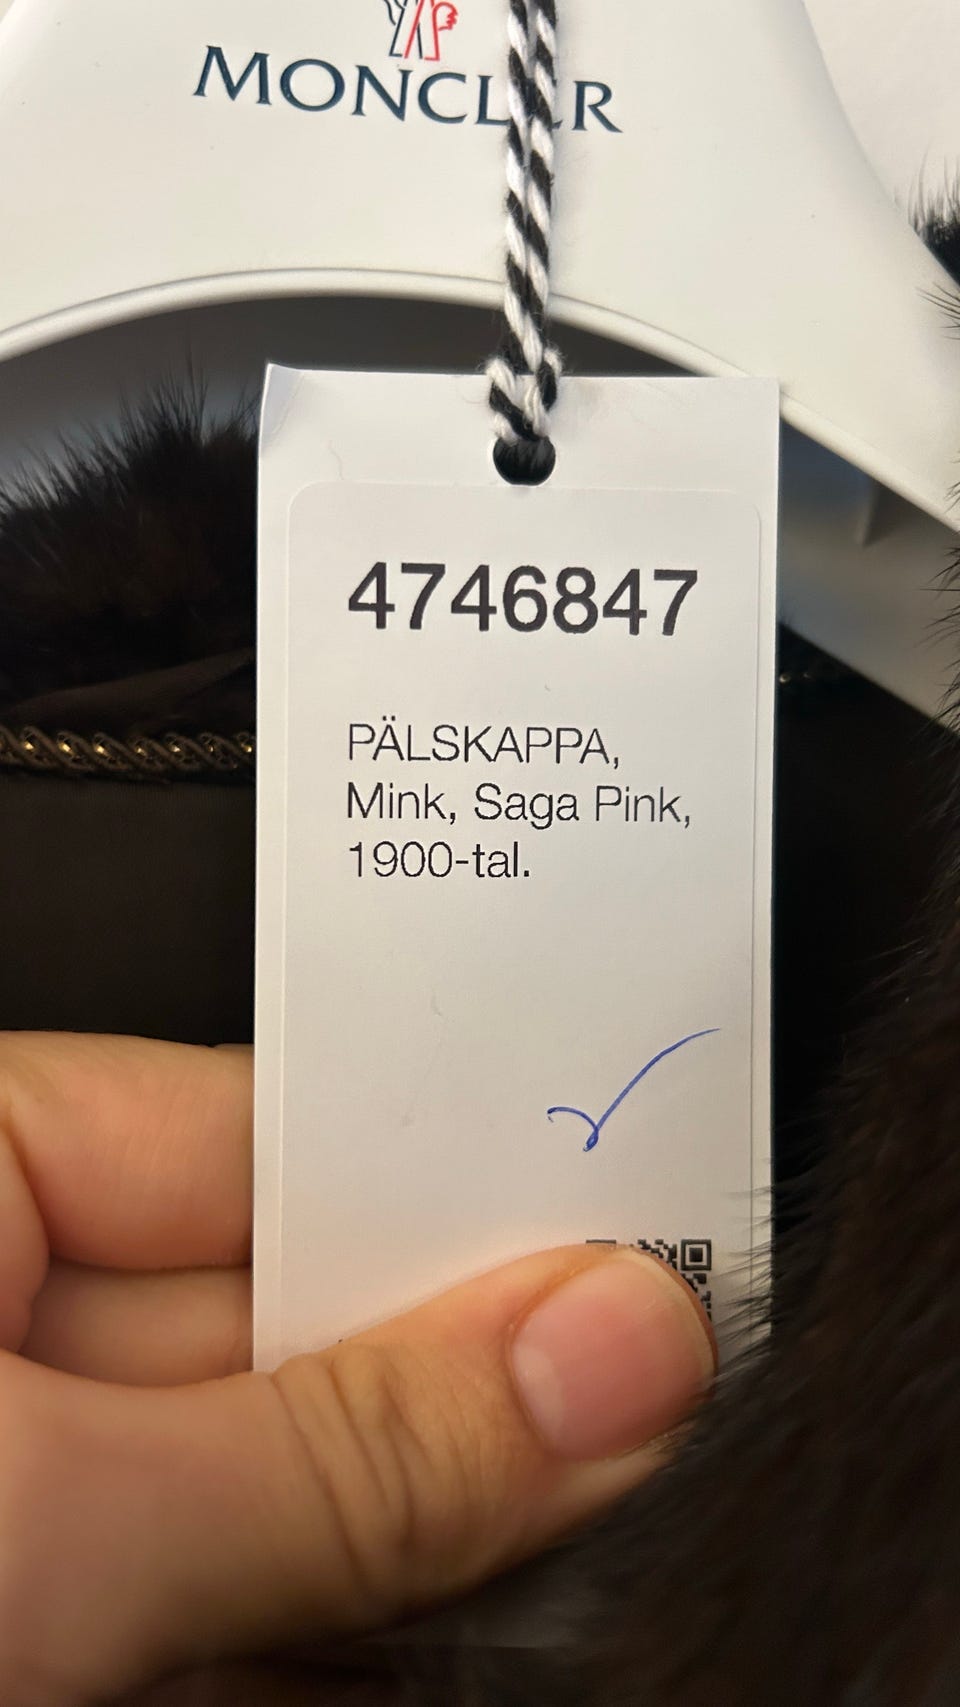 MONCLER
4746847
PÄLSKAPPA,
Mink, Saga Pink,
1900-tal.